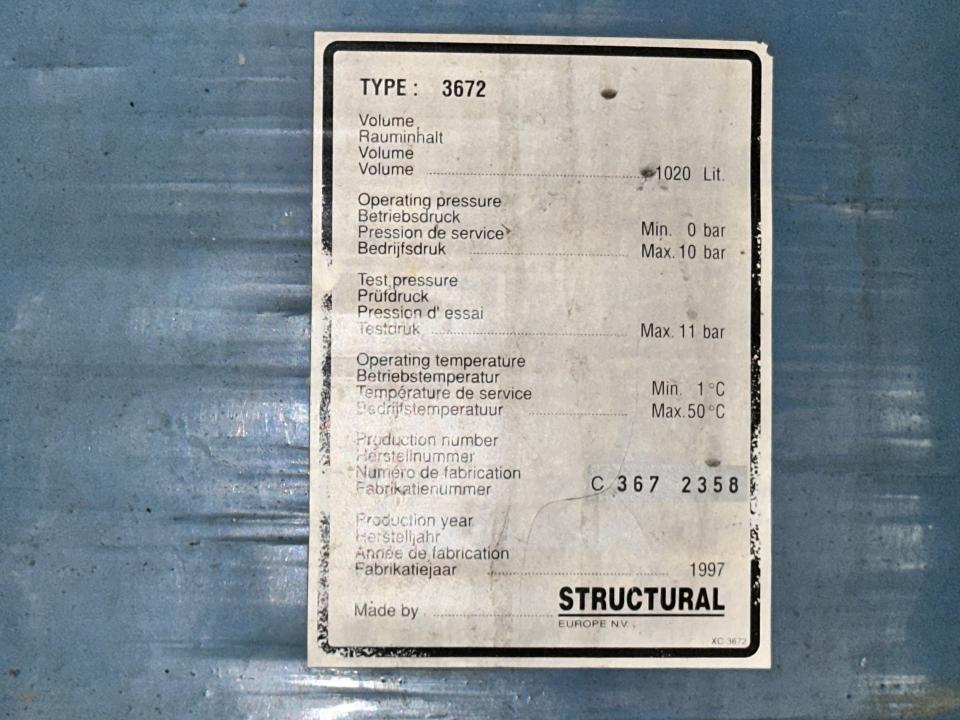 TYPE : 3672
Volume
Rauminhalt
Volume
Volume 1020 Lit.
Operating pressure
Betriebsdruck
Pression de service Min. 0 bar
Bedrijfsdruk Max. 10 bar
Test pressure
Prüfdruck
Pression d' essai
Testdruk Max. 11 bar
Operating temperature
Betriebstemperatur
Température de service Min. 1 °C
Bedrijfstemperatuur Max. 50 °C
Production number
Herstellnummer
Numéro de fabrication
Fabrikatienummer C 367 2358
Production year
Herstelljahr
Année de fabrication
Fabrikatiejaar 1997
Made by STRUCTURAL
EUROPE N.V.
XC 3672